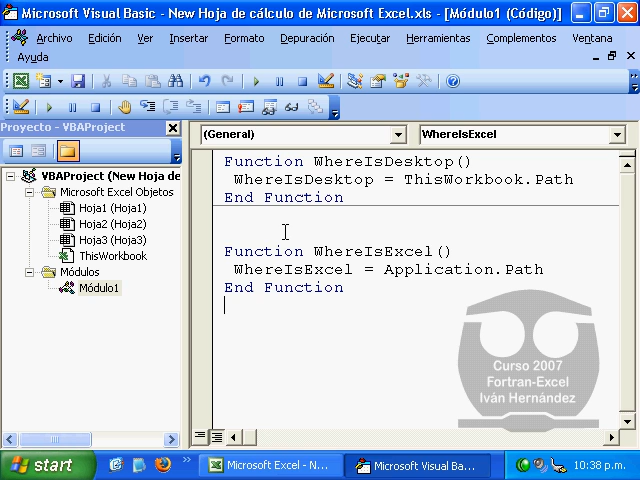 Microsoft Visual Basic - New Hoja de cálculo de Microsoft Excel.xls - [Módulo1 (Código)]
Archivo Edición Ver Insertar Formato Depuración Ejecutar Herramientas Complementos Ventana
Ayuda
Proyecto - VBAProject
(General) WhereIsExcel
VBAProject (New Hoja de
Microsoft Excel Objetos
Hoja1 (Hoja1)
Hoja2 (Hoja2)
Hoja3 (Hoja3)
ThisWorkbook
Módulos
Módulo1
Function WhereIsDesktop()
WhereIsDesktop = ThisWorkbook.Path
End Function
Function WhereIsExcel()
WhereIsExcel = Application.Path
End Function
Curso 2007
Fortran-Excel
Iván Hernández
start Microsoft Excel - N... Microsoft Visual Ba... 10:38 p.m.